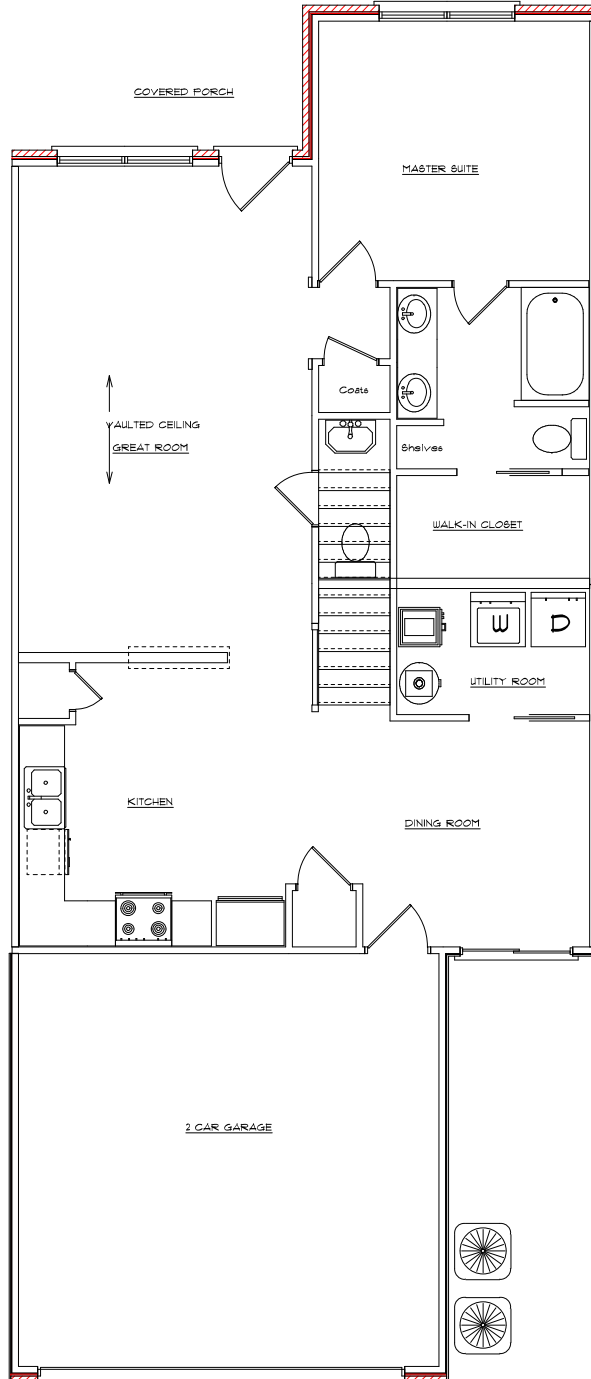 COVERED PORCH
MASTER SUITE
Coats
VAULTED CEILING
GREAT ROOM
Shelves
WALK-IN CLOSET
W
D
UTILITY ROOM
KITCHEN
DINING ROOM
2 CAR GARAGE